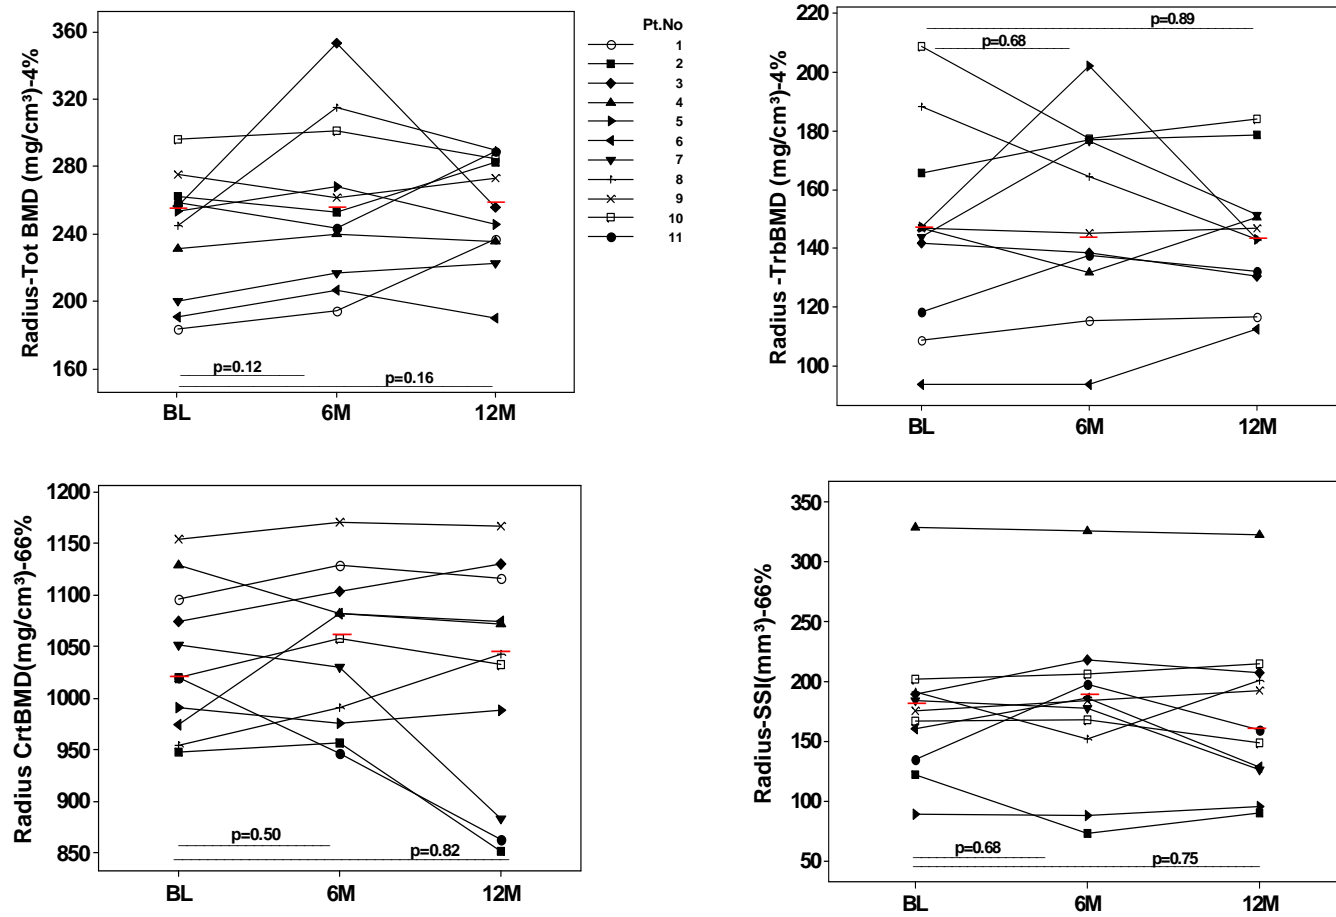 Radius-Tot BMD (mg/cm³)-4%
360
320
280
240
200
160
p=0.12
p=0.16
BL
6M
12M
Pt.No
1
2
3
4
5
6
7
8
9
10
11
Radius -TrbBMD (mg/cm³)-4%
220
200
180
160
140
120
100
p=0.89
p=0.68
BL
6M
12M
Radius CrtBMD(mg/cm³)-66%
1200
1150
1100
1050
1000
950
900
850
p=0.50
p=0.82
BL
6M
12M
Radius-SSI(mm³)-66%
350
300
250
200
150
100
50
p=0.68
p=0.75
BL
6M
12M